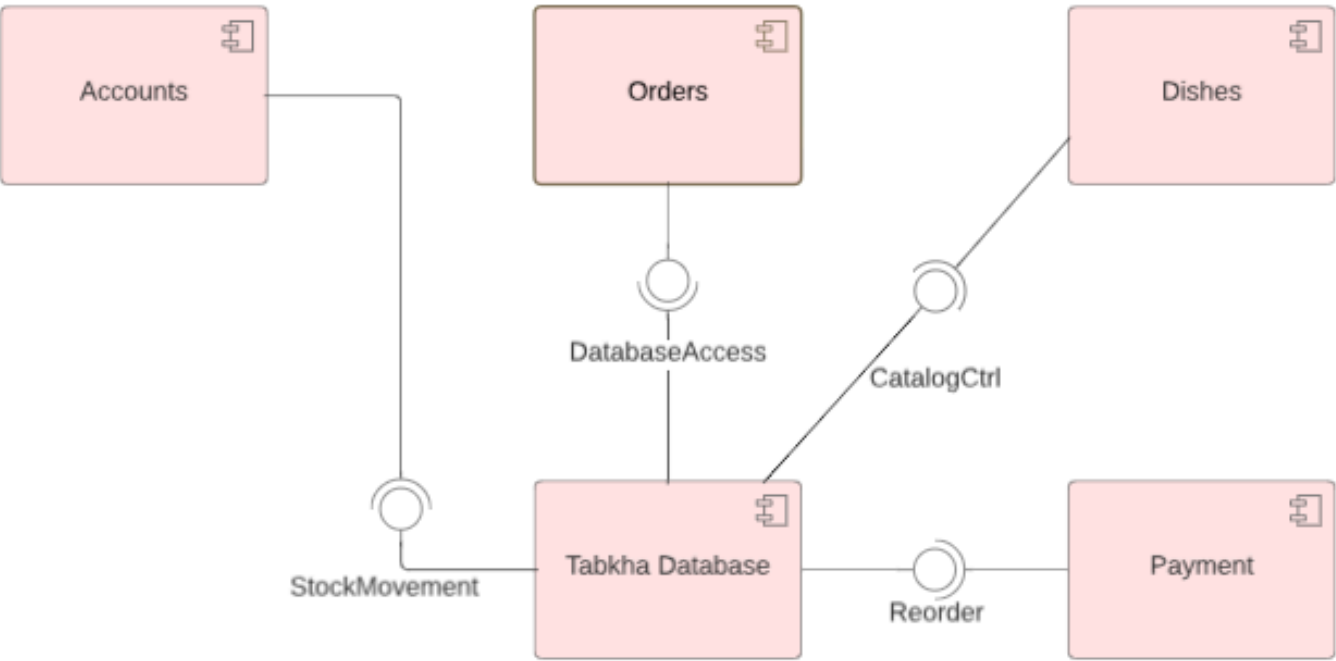 Accounts
Orders
Dishes
DatabaseAccess
CatalogCtrl
StockMovement
Tabkha Database
Reorder
Payment